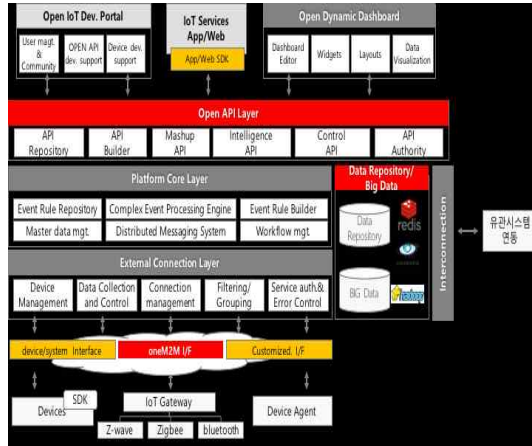 Open IoT Dev. Portal
User magt.
&
Community
OPEN API
dev. support
Device dev.
support
IoT Services
App/Web
App/Web SDK
Open Dynamic Dashboard
Dashboard
Editor
Widgets
Layouts
Data
Visualization
Open API Layer
API
Repository
API
Builder
Mashup
API
Intelligence
API
Control
API
API
Authority
Platform Core Layer
Event Rule Repository
Complex Event Processing Engine
Event Rule Builder
Master data mgt.
Distributed Messaging System
Workflow mgt.
Data Repository/
Big Data
Data
Repository
redis
BIG Data
hadoop
Interconnection
유관시스템
연동
External Connection Layer
Device
Management
Data Collection
and Control
Connection
management
Filtering/
Grouping
Service auth.&
Error Control
device/system Interface
oneM2M I/F
Customized. I/F
SDK
Devices
IoT Gateway
Device Agent
Z-wave
Zigbee
bluetooth